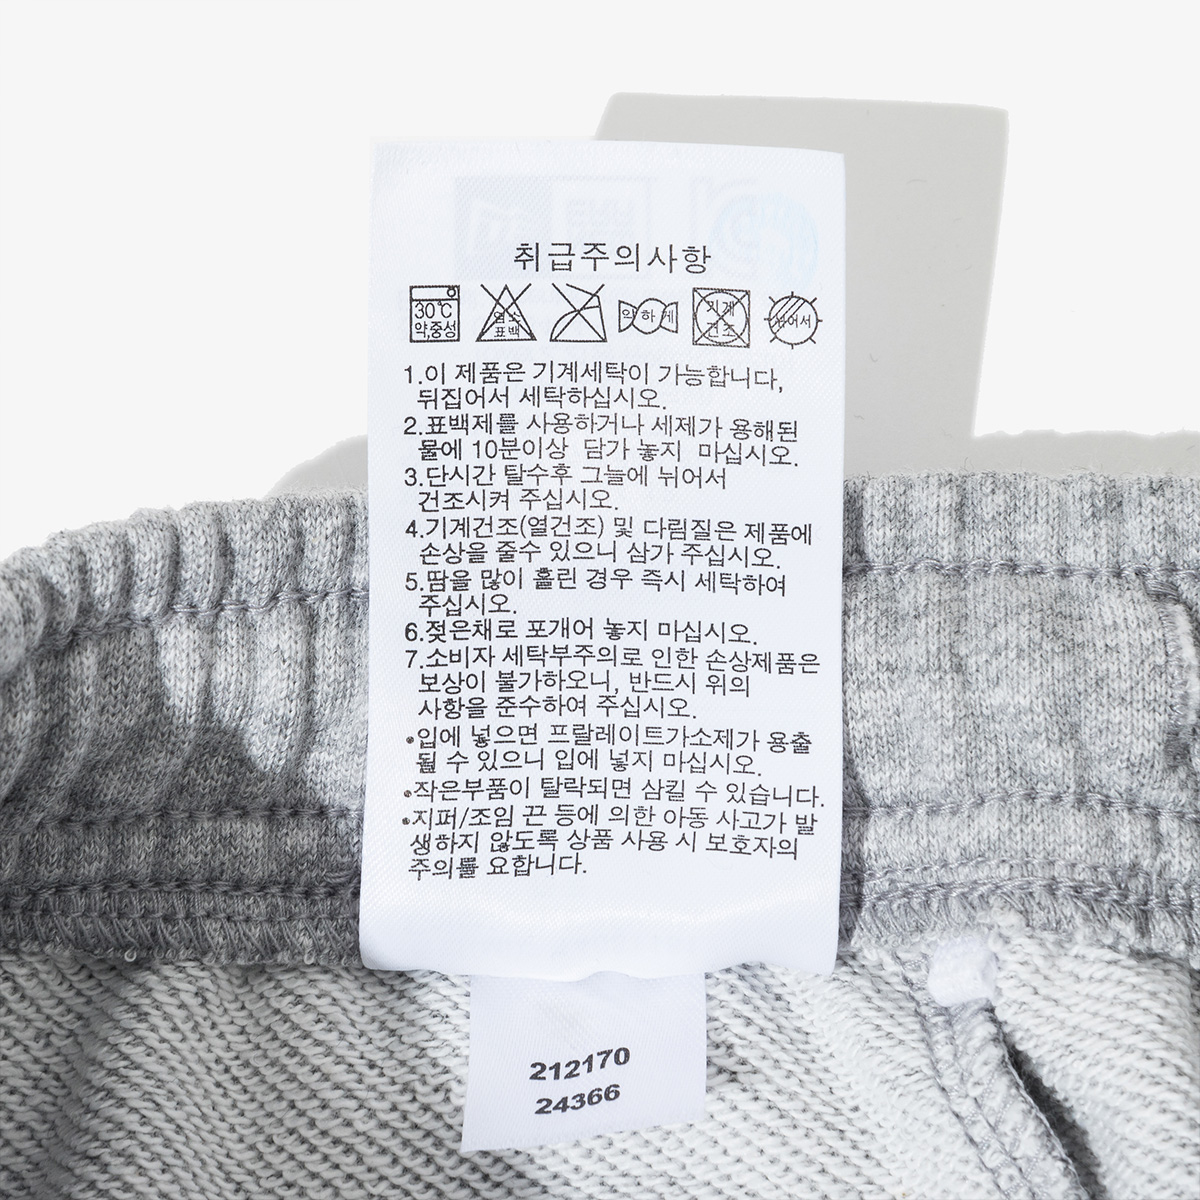 취급주의사항
30℃
약,중성
염소
표백
약하게
기계
건조
뉘어서
1.이 제품은 기계세탁이 가능합니다,
뒤집어서 세탁하십시오.
2.표백제를 사용하거나 세제가 용해된
물에 10분이상 담가 놓지 마십시오.
3.단시간 탈수후 그늘에 뉘어서
건조시켜 주십시오.
4.기계건조(열건조) 및 다림질은 제품에
손상을 줄수 있으니 삼가 주십시오.
5.땀을 많이 흘린 경우 즉시 세탁하여
주십시오.
6.젖은채로 포개어 놓지 마십시오.
7.소비자 세탁부주의로 인한 손상제품은
보상이 불가하오니, 반드시 위의
사항을 준수하여 주십시오.
•입에 넣으면 프탈레이트가소제가 용출
될 수 있으니 입에 넣지 마십시오.
•작은부품이 탈락되면 삼킬 수 있습니다.
•지퍼/조임 끈 등에 의한 아동 사고가 발
생하지 않도록 상품 사용 시 보호자의
주의를 요합니다.
212170
24366